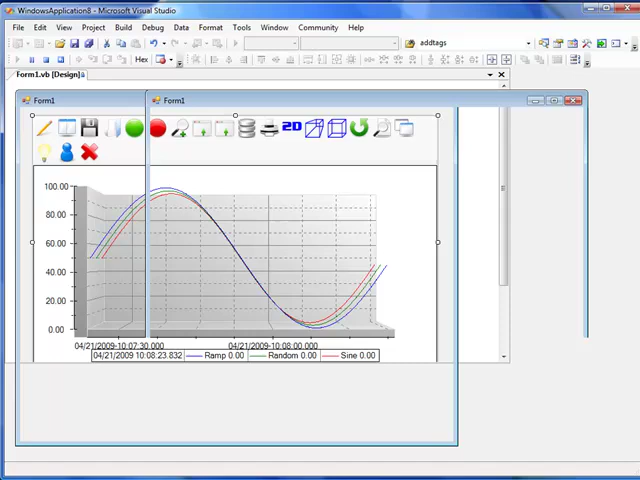 WindowsApplication8 - Microsoft Visual Studio
File Edit View Project Build Debug Data Format Tools Window Community Help
addtags
Hex
Form1.vb [Design]
Form1
Form1
2D
100.00
80.00
60.00
40.00
20.00
0.00
04/21/2009-10:07:30.000 04/21/2009-10:08:00.000
04/21/2009 10:08:23.832 Ramp 0.00 Random 0.00 Sine 0.00